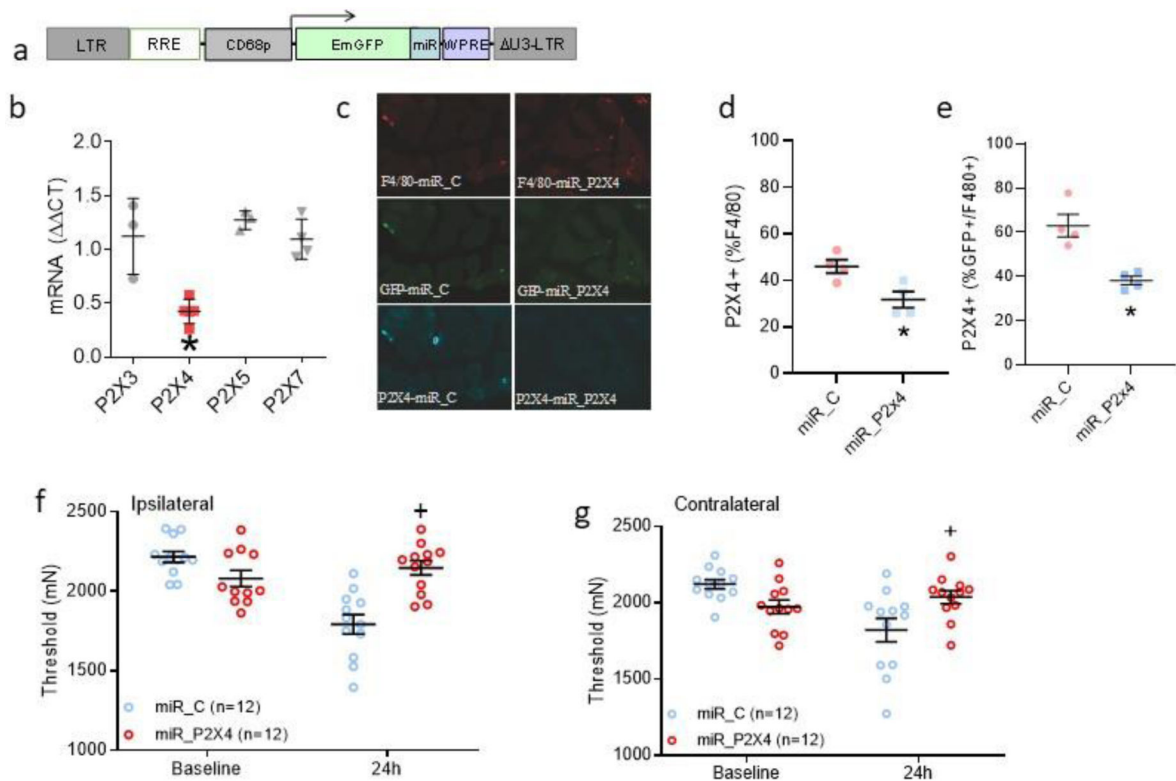 a
LTR RRE CD68p EmGFP miR WPRE ΔU3-LTR
b
mRNA (ΔΔCT)
2.0
1.5
1.0
0.5
0.0
P2X3 P2X4 P2X5 P2X7
*
c
F4/80-miR_C F4/80-miR_P2X4
GFP-miR_C GFP-miR_P2X4
P2X4-miR_C P2X4-miR_P2X4
d
P2X4+ (%F4/80)
100
80
60
40
20
0
*
miR_C miR_P2x4
e
P2X4+ (%GFP+/F480+)
100
80
60
40
20
0
*
miR_C miR_P2x4
f
Ipsilateral
Threshold (mN)
2500
2000
1500
1000
+
miR_C (n=12)
miR_P2X4 (n=12)
Baseline 24h
g
Contralateral
Threshold (mN)
2500
2000
1500
1000
+
miR_C (n=12)
miR_P2X4 (n=12)
Baseline 24h